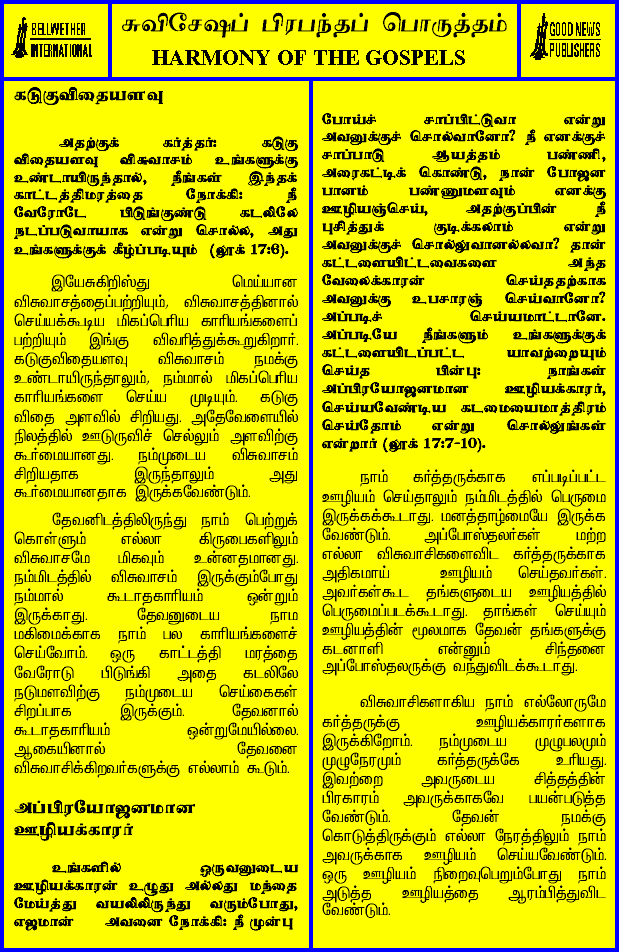 BELLWETHER
INTERNATIONAL
சுவிசேஷப் பிரபந்தப் பொருத்தம்
HARMONY OF THE GOSPELS
GOOD NEWS
PUBLISHERS
கடுகுவிதையளவு
அதற்குக் கர்த்தர்: கடுகு
விதையளவு விசுவாசம் உங்களுக்கு
உண்டாயிருந்தால், நீங்கள் இந்தக்
காட்டத்திமரத்தை நோக்கி: நீ
வேரோடே பிடுங்குண்டு கடலிலே
நடப்படுவாயாக என்று சொல்ல, அது
உங்களுக்குக் கீழ்ப்படியும் (லூக் 17:6).
இயேசுகிறிஸ்து மெய்யான
விசுவாசத்தைப்பற்றியும், விசுவாசத்தினால்
செய்யக்கூடிய மிகப்பெரிய காரியங்களைப்
பற்றியும் இங்கு விவரித்துக்கூறுகிறார்.
கடுகுவிதையளவு விசுவாசம் நமக்கு
உண்டாயிருந்தாலும், நம்மால் மிகப்பெரிய
காரியங்களை செய்ய முடியும். கடுகு
விதை அளவில் சிறியது. அதேவேளையில்
நிலத்தில் ஊடுருவிச் செல்லும் அளவிற்கு
கூர்மையானது. நம்முடைய விசுவாசம்
சிறியதாக இருந்தாலும் அது
கூர்மையானதாக இருக்கவேண்டும்.
தேவனிடத்திலிருந்து நாம் பெற்றுக்
கொள்ளும் எல்லா கிருபைகளிலும்
விசுவாசமே மிகவும் உன்னதமானது.
நம்மிடத்தில் விசுவாசம் இருக்கும்போது
நம்மால் கூடாதகாரியம் ஒன்றும்
இருக்காது. தேவனுடைய நாம
மகிமைக்காக நாம் பல காரியங்களைச்
செய்வோம். ஒரு காட்டத்தி மரத்தை
வேரோடு பிடுங்கி அதை கடலிலே
நடுமளவிற்கு நம்முடைய செய்கைகள்
சிறப்பாக இருக்கும். தேவனால்
கூடாதகாரியம் ஒன்றுமேயில்லை.
ஆகையினால் தேவனை
விசுவாசிக்கிறவர்களுக்கு எல்லாம் கூடும்.
அப்பிரயோஜனமான
ஊழியக்காரர்
உங்களில் ஒருவனுடைய
ஊழியக்காரன் உழுது அல்லது மந்தை
மேய்த்து வயலிலிருந்து வரும்போது,
எஜமான் அவனை நோக்கி: நீ முன்பு
போய்ச் சாப்பிட்டுவா என்று
அவனுக்குச் சொல்வானோ? நீ எனக்குச்
சாப்பாடு ஆயத்தம் பண்ணி,
அரைகட்டிக் கொண்டு, நான் போஜன
பானம் பண்ணுமளவும் எனக்கு
ஊழியஞ்செய், அதற்குப்பின் நீ
புசித்துக் குடிக்கலாம் என்று
அவனுக்குச் சொல்லுவானல்லவா? தான்
கட்டளையிட்டவைகளை அந்த
வேலைக்காரன் செய்ததற்காக
அவனுக்கு உபசாரஞ் செய்வானோ?
அப்படிச் செய்யமாட்டானே.
அப்படியே நீங்களும் உங்களுக்குக்
கட்டளையிடப்பட்ட யாவற்றையும்
செய்த பின்பு: நாங்கள்
அப்பிரயோஜனமான ஊழியக்காரர்,
செய்யவேண்டிய கடமையைமாத்திரம்
செய்தோம் என்று சொல்லுங்கள்
என்றார் (லூக் 17:7-10).
நாம் கர்த்தருக்காக எப்படிப்பட்ட
ஊழியம் செய்தாலும் நம்மிடத்தில் பெருமை
இருக்கக்கூடாது. மனத்தாழ்மையே இருக்க
வேண்டும். அப்போஸ்தலர்கள் மற்ற
எல்லா விசுவாசிகளைவிட கர்த்தருக்காக
அதிகமாய் ஊழியம் செய்தவர்கள்.
அவர்கள்கூட தங்களுடைய ஊழியத்தில்
பெருமைப்படக்கூடாது. தாங்கள் செய்யும்
ஊழியத்தின் மூலமாக தேவன் தங்களுக்கு
கடனாளி என்னும் சிந்தனை
அப்போஸ்தலருக்கு வந்துவிடக்கூடாது.
விசுவாசிகளாகிய நாம் எல்லோருமே
கர்த்தருக்கு ஊழியக்காரர்களாக
இருக்கிறோம். நம்முடைய முழுபலமும்
முழுநேரமும் கர்த்தருக்கே உரியது.
இவற்றை அவருடைய சித்தத்தின்
பிரகாரம் அவருக்காகவே பயன்படுத்த
வேண்டும். தேவன் நமக்கு
கொடுத்திருக்கும் எல்லா நேரத்திலும் நாம்
அவருக்காக ஊழியம் செய்யவேண்டும்.
ஒரு ஊழியம் நிறைவுபெறும்போது நாம்
அடுத்த ஊழியத்தை ஆரம்பித்துவிட
வேண்டும்.